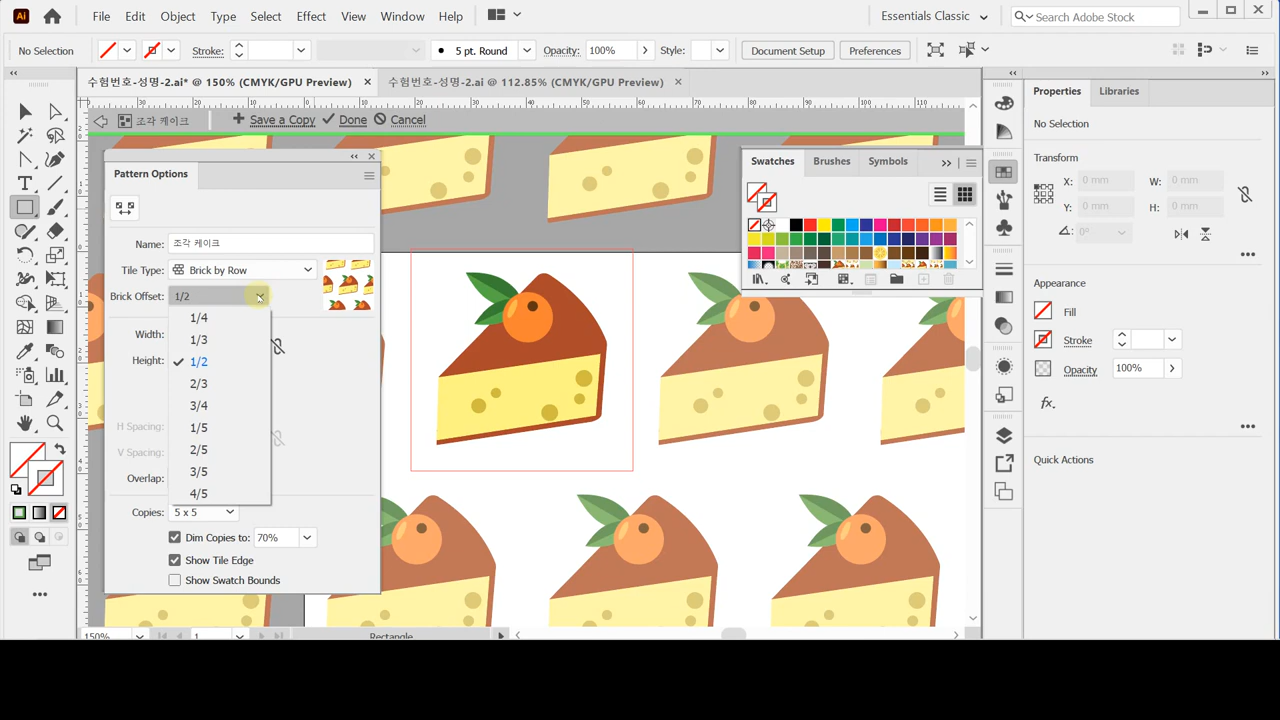 Ai File Edit Object Type Select Effect View Window Help Essentials Classic Search Adobe Stock
No Selection Stroke: 5 pt. Round Opacity: 100% Style: Document Setup Preferences
수험번호-성명-2.ai* @ 150% (CMYK/GPU Preview) 수험번호-성명-2.ai @ 112.85% (CMYK/GPU Preview)
Properties Libraries
조각 케이크 Save a Copy Done Cancel
No Selection
Pattern Options
Swatches Brushes Symbols
Transform
X: 0 mm W: 0 mm
Y: 0 mm H: 0 mm
0°
Name: 조각 케이크
Tile Type: Brick by Row
Brick Offset: 1/2
1/4
Width:
1/3
Height:
1/2
2/3
3/4
H Spacing: 1/5
V Spacing: 2/5
Overlap: 3/5
4/5
Copies: 5 x 5
Dim Copies to: 70%
Show Tile Edge
Show Swatch Bounds
Appearance
Fill
Stroke
Opacity 100%
fx.
Quick Actions
150% 1 Rectangle